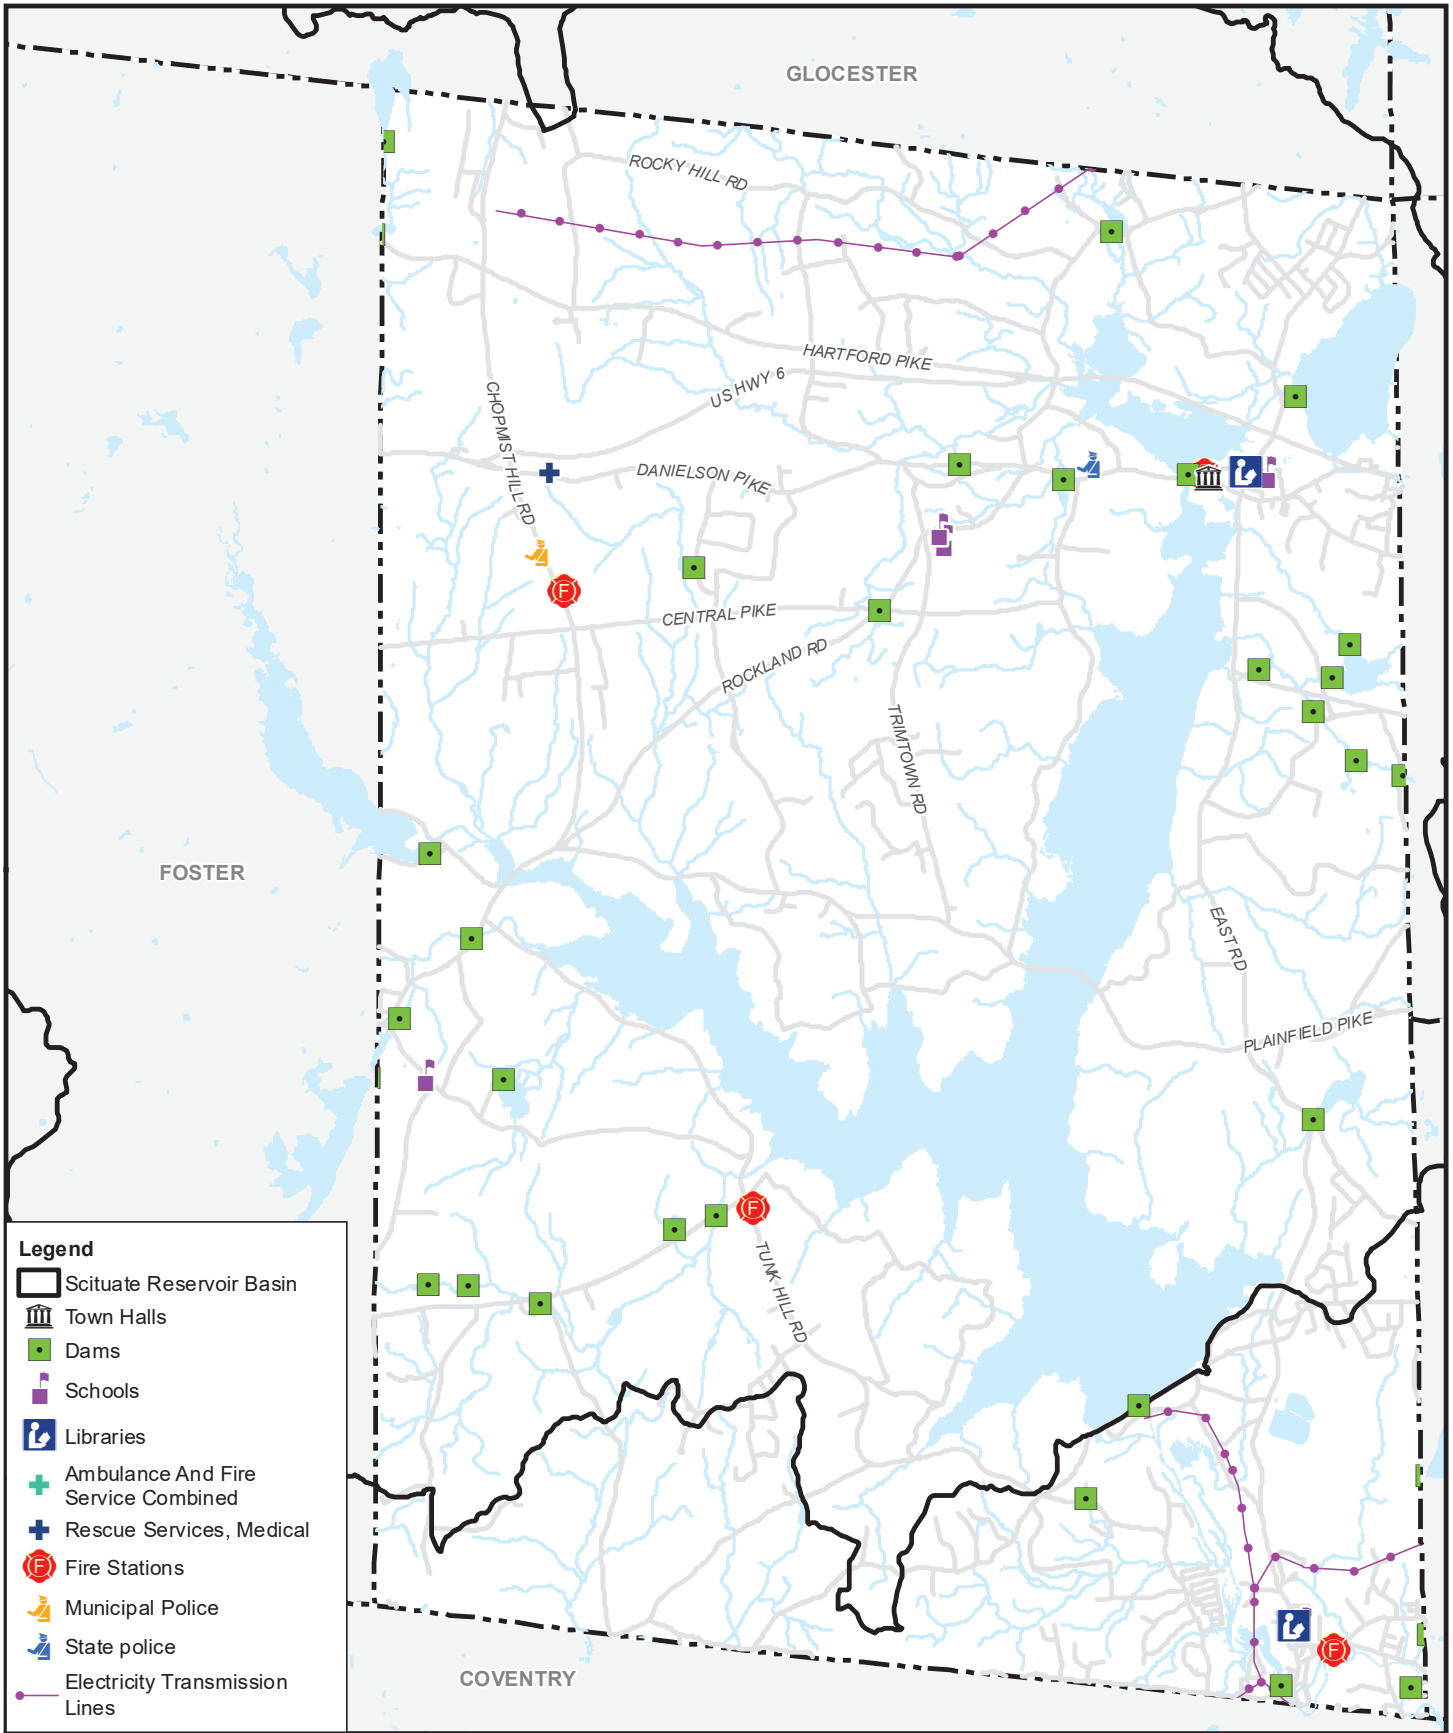 GLOCESTER
ROCKY HILL RD
HARTFORD PIKE
US HWY 6
CHOPMIST HILL RD
DANIELSON PIKE
CENTRAL PIKE
ROCKLAND RD
TRIMTOWN RD
FOSTER
EAST RD
PLAINFIELD PIKE
TUNK HILL RD
COVENTRY
F
F
F
Legend
Scituate Reservoir Basin
Town Halls
Dams
Schools
Libraries
Ambulance And Fire
Service Combined
Rescue Services, Medical
F
Fire Stations
Municipal Police
State police
Electricity Transmission
Lines